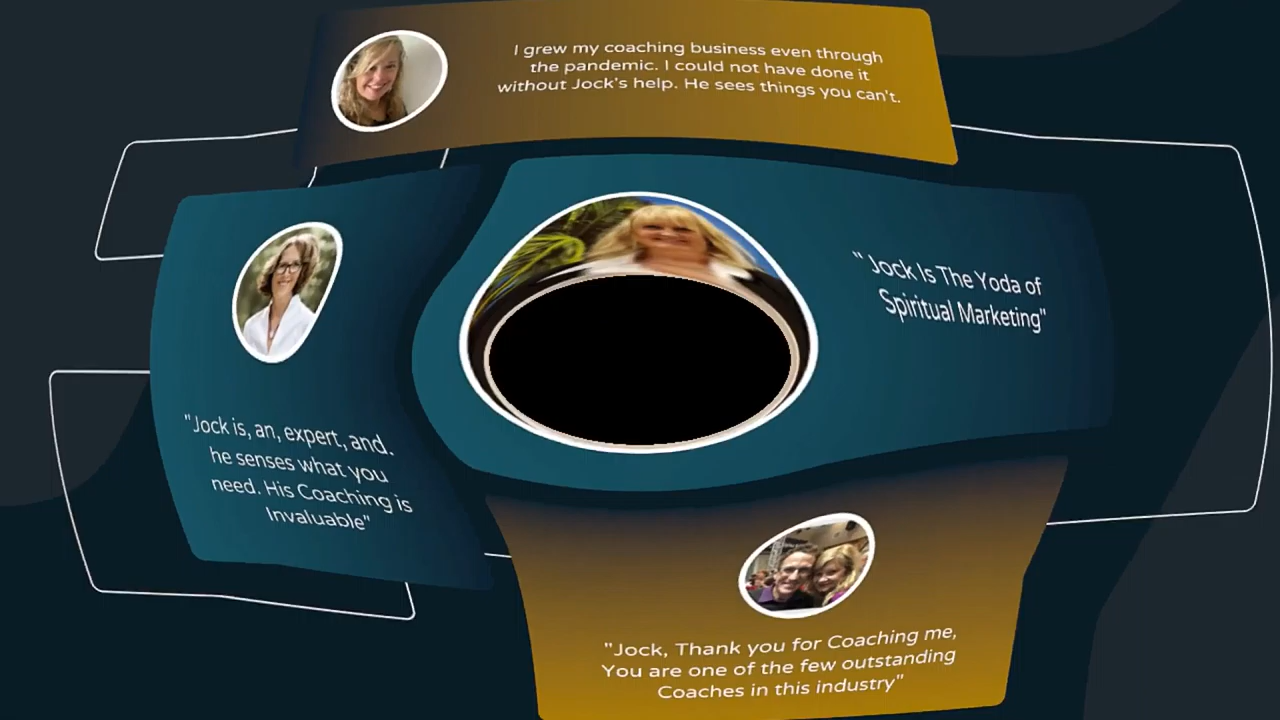 I grew my coaching business even through
the pandemic. I could not have done it
without Jock's help. He sees things you can't.
" Jock Is The Yoda of
Spiritual Marketing"
"Jock is, an, expert, and.
he senses what you
need. His Coaching is
Invaluable"
"Jock, Thank you for Coaching me,
You are one of the few outstanding
Coaches in this industry"